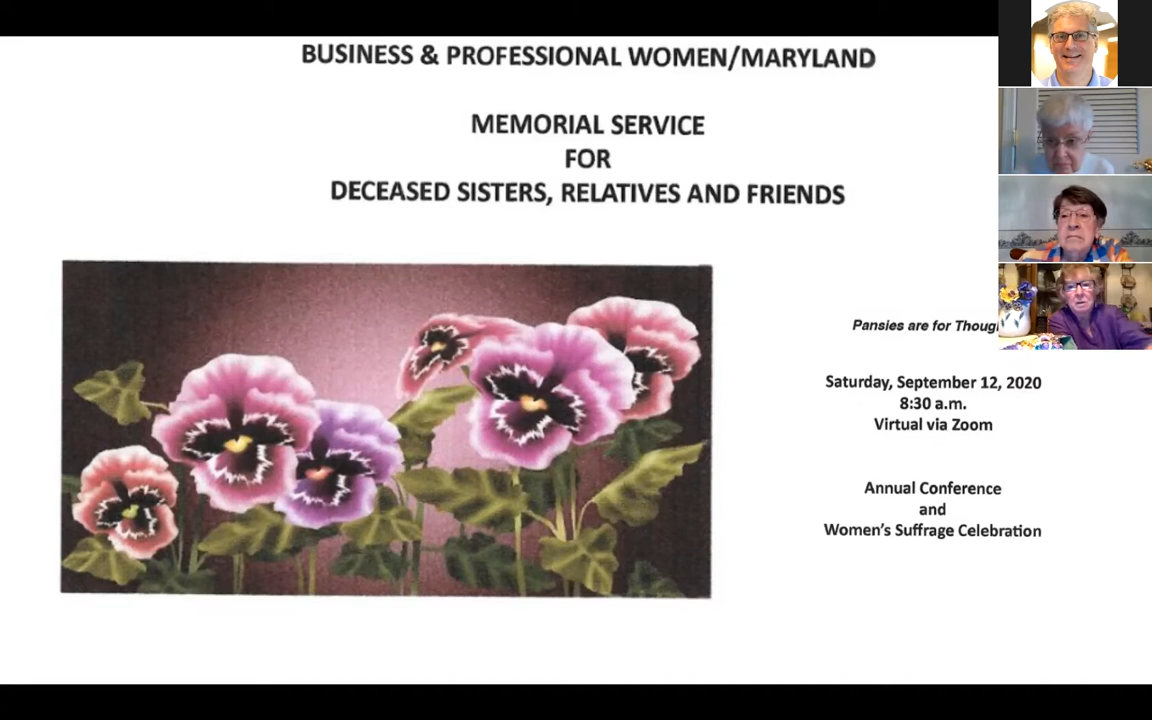 BUSINESS & PROFESSIONAL WOMEN/MARYLAND
MEMORIAL SERVICE
FOR
DECEASED SISTERS, RELATIVES AND FRIENDS
Pansies are for
Saturday, September 12, 2020
8:30 a.m.
Virtual via Zoom
Annual Conference
and
Women's Suffrage Celebration